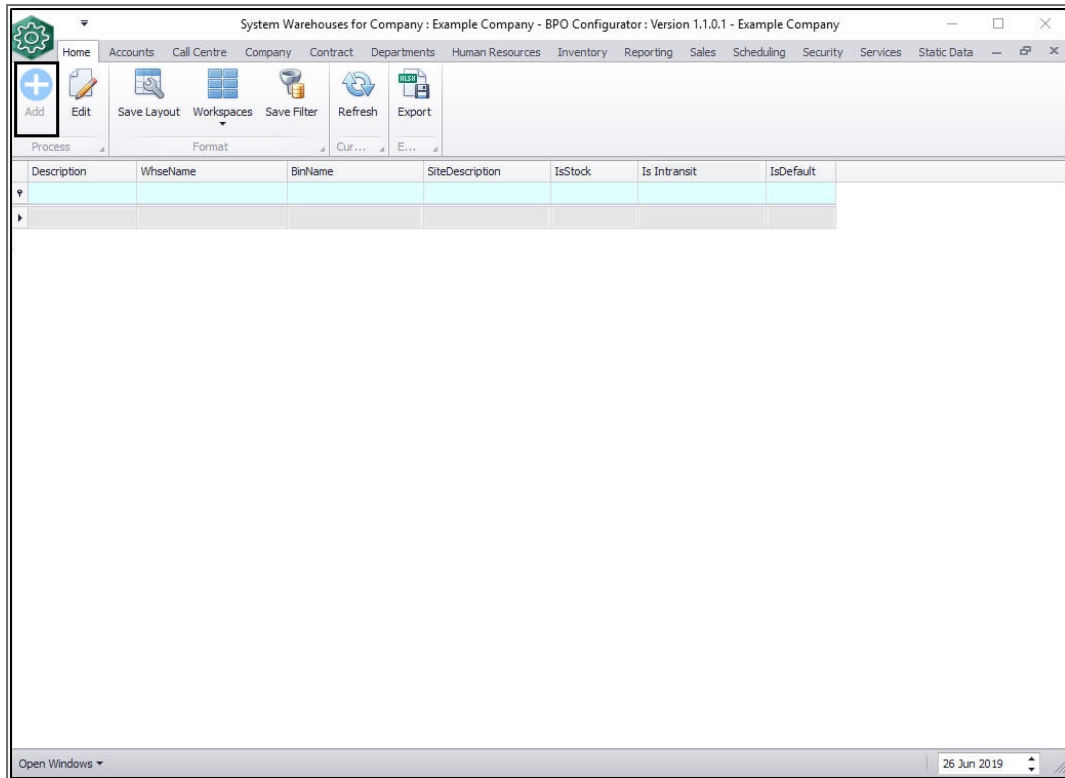 System Warehouses for Company : Example Company - BPO Configurator : Version 1.1.0.1 - Example Company
Home Accounts Call Centre Company Contract Departments Human Resources Inventory Reporting Sales Scheduling Security Services Static Data
XLSX
Add Edit Save Layout Workspaces Save Filter Refresh Export
Process Format Cur... E...
Description WhseName BinName SiteDescription IsStock Is Intransit IsDefault
Open Windows 26 Jun 2019